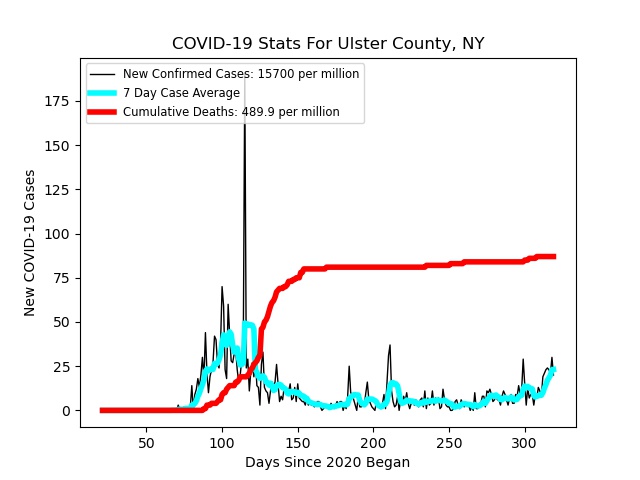 COVID-19 Stats For Ulster County, NY
New Confirmed Cases: 15700 per million
7 Day Case Average
Cumulative Deaths: 489.9 per million
New COVID-19 Cases
175
150
125
100
75
50
25
0
50 100 150 200 250 300
Days Since 2020 Began